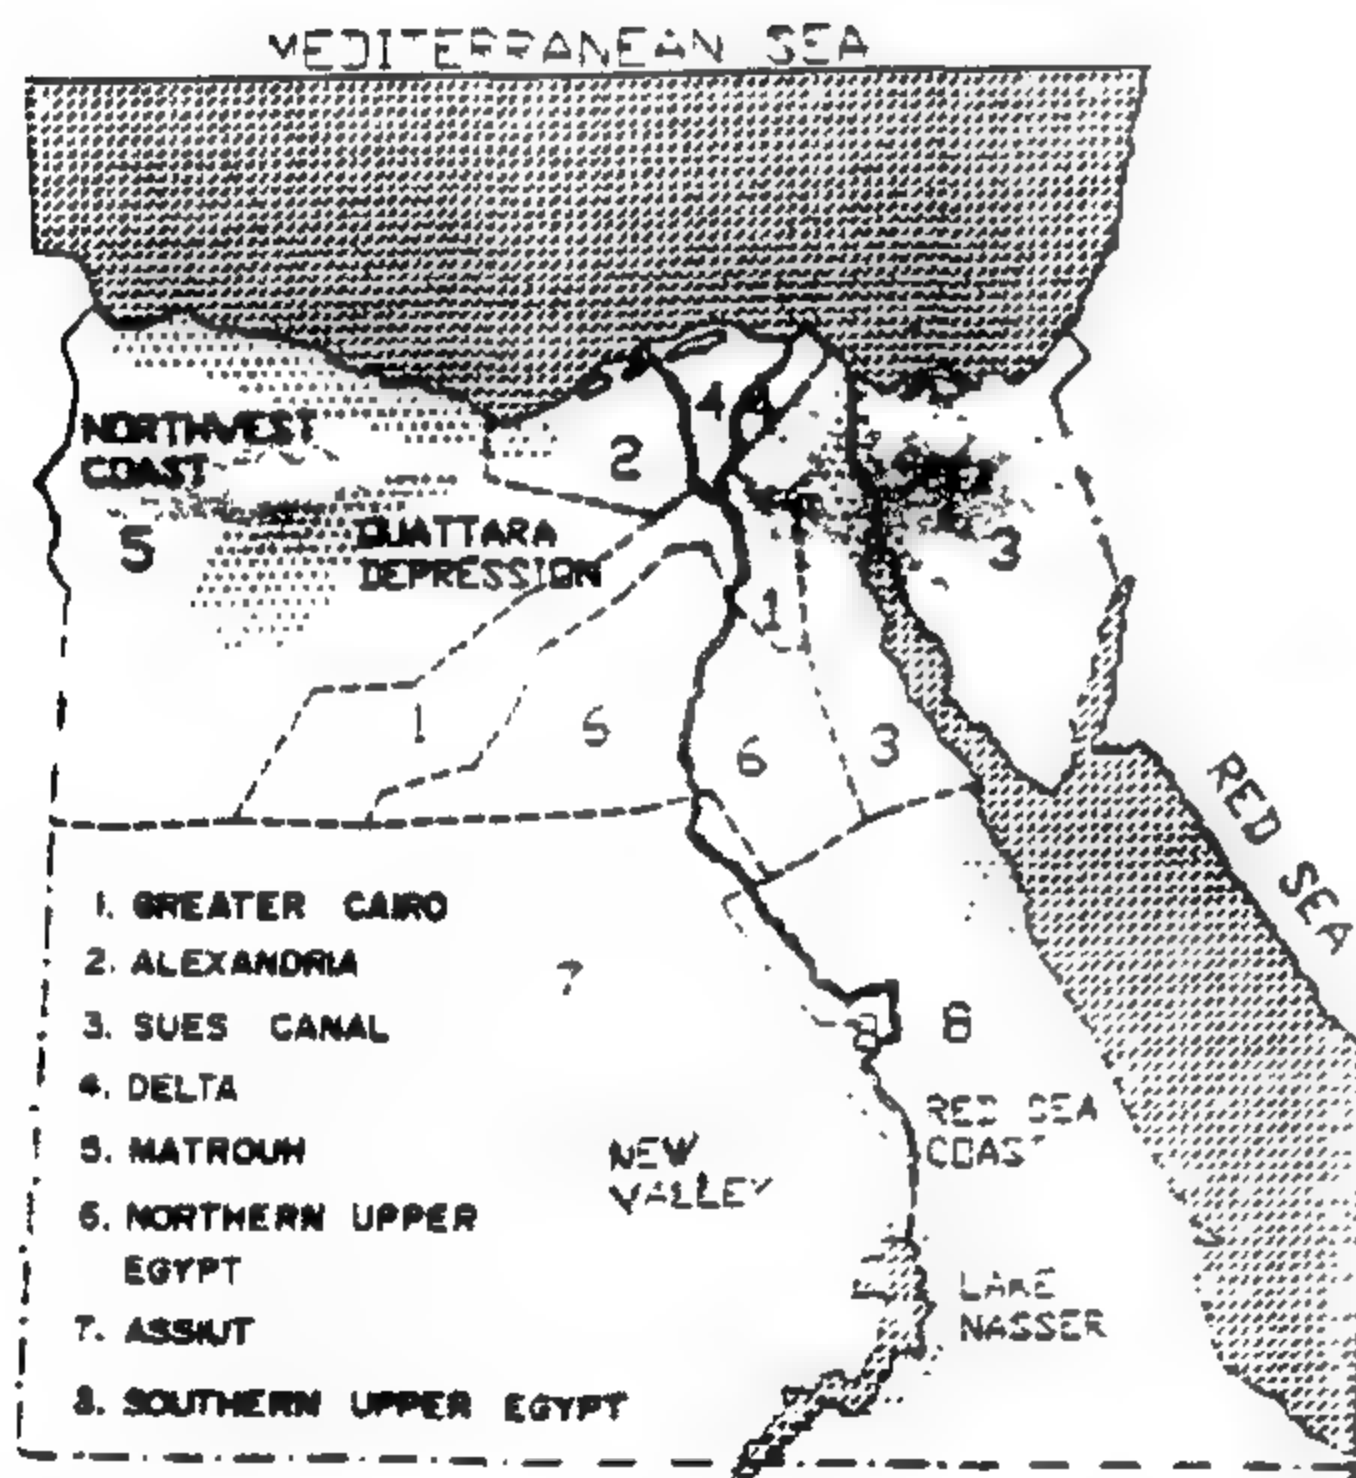 MEDITERRANEAN SEA
4
4
NORTHWEST
COAST
2
5
QUATTARA
DEPRESSION
3
1
1
6
6
3
RED SEA
1. GREATER CAIRO
2. ALEXANDRIA
3. SUES CANAL
4. DELTA
5. MATROUH
6. NORTHERN UPPER
EGYPT
7. ASSIUT
8. SOUTHERN UPPER EGYPT
7
8
RED SEA
COAST
NEW
VALLEY
LAKE
NASSER